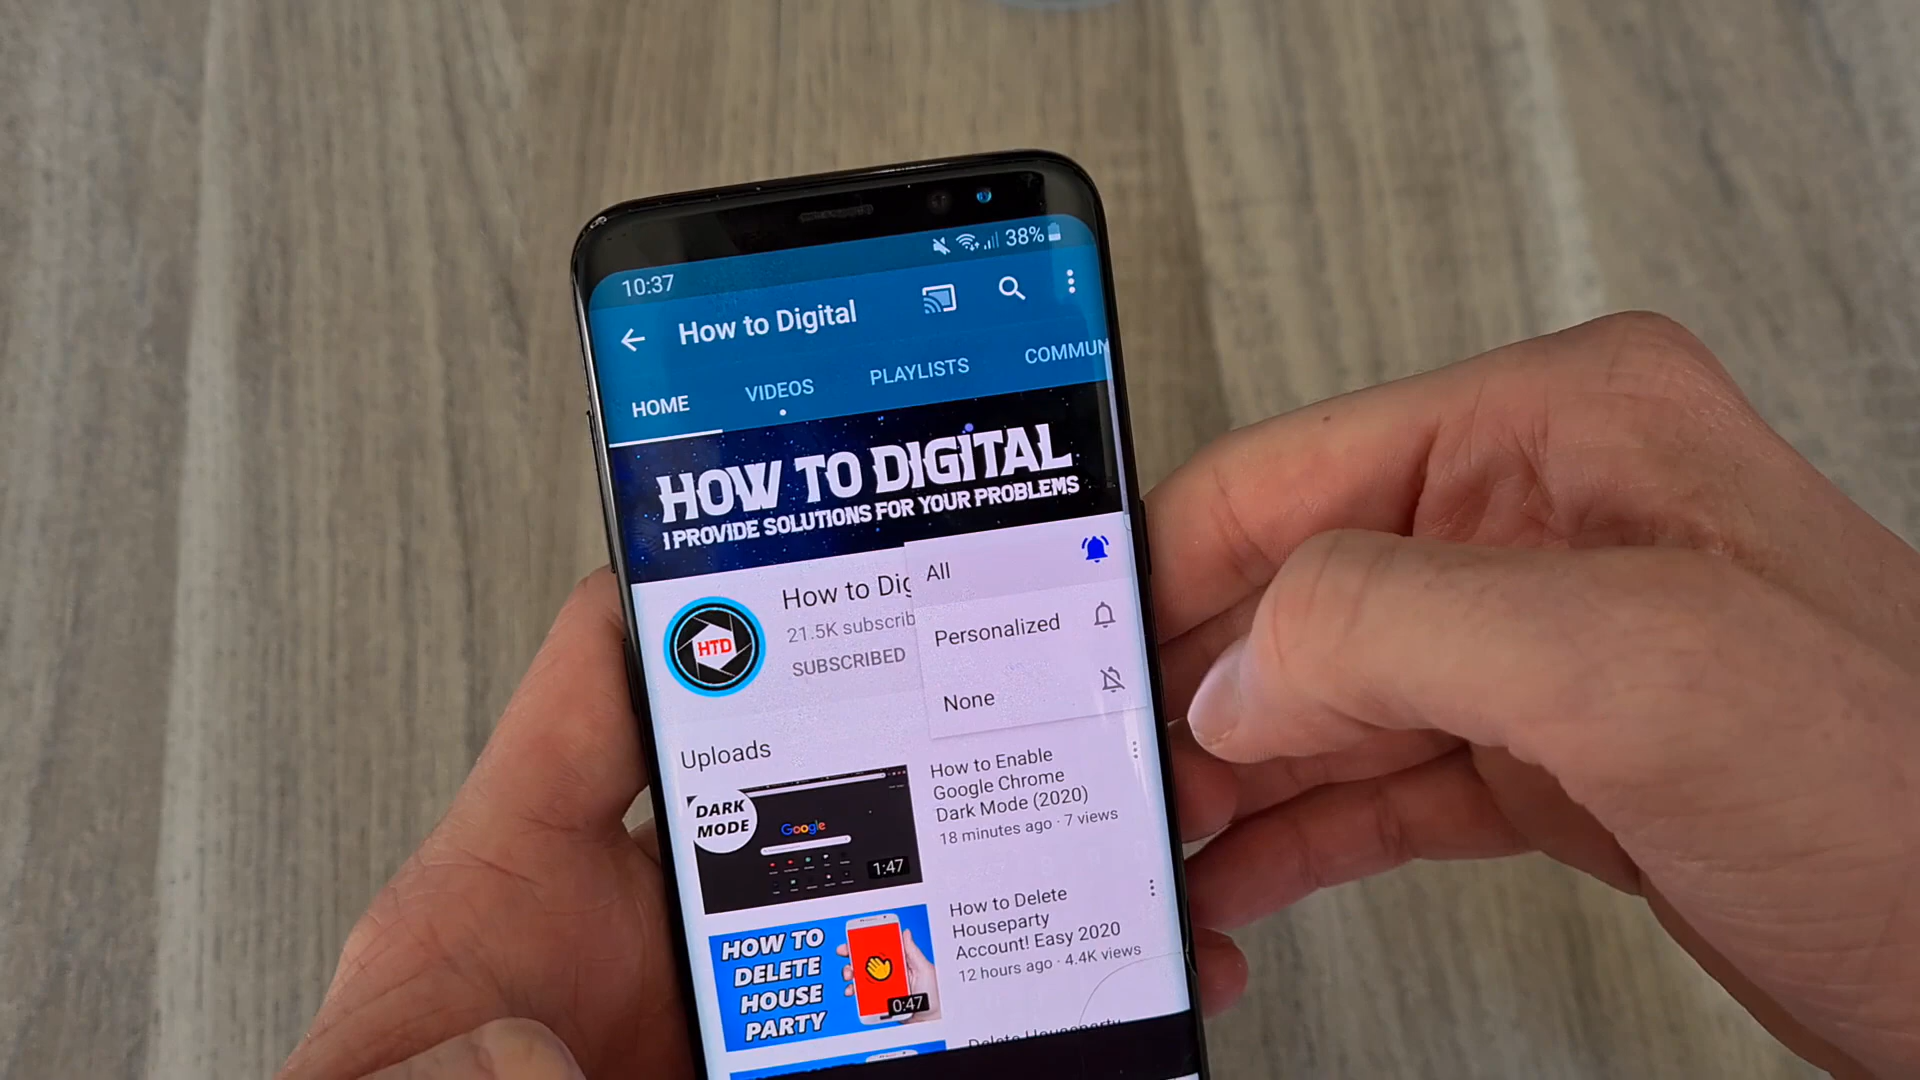 10:37
38%
How to Digital
HOME
VIDEOS
PLAYLISTS
COMMUN
HOW TO DIGITAL
I PROVIDE SOLUTIONS FOR YOUR PROBLEMS
HTD
How to Dig
21.5K subscrib
SUBSCRIBED
All
Personalized
None
Uploads
DARK
MODE
Google
1:47
How to Enable
Google Chrome
Dark Mode (2020)
18 minutes ago · 7 views
HOW TO
DELETE
HOUSE
PARTY
0:47
How to Delete
Houseparty
Account! Easy 2020
12 hours ago · 4.4K views
Delete Houseparty